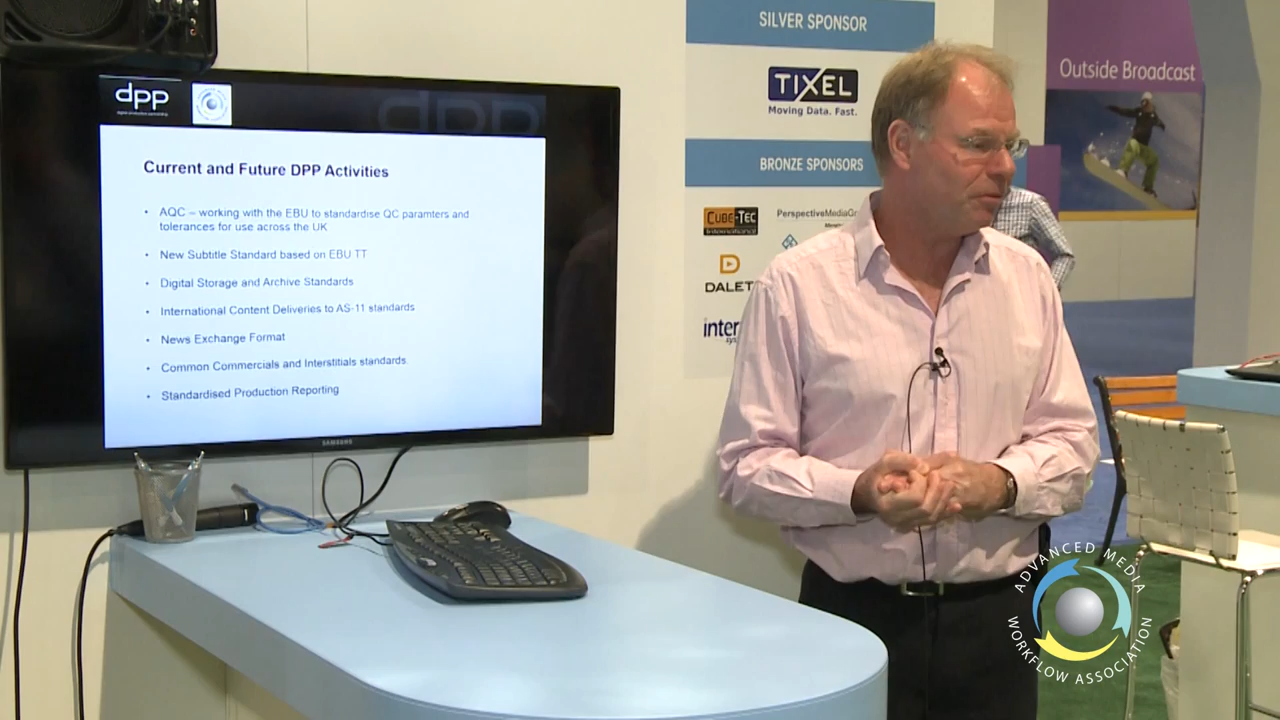 dpp
Current and Future DPP Activities
• AQC – working with the EBU to standardise QC paramters and
tolerances for use across the UK
• New Subtitle Standard based on EBU TT
• Digital Storage and Archive Standards
• International Content Deliveries to AS-11 standards
• News Exchange Format
• Common Commercials and Interstitials standards
• Standardised Production Reporting
SAMSUNG
SILVER SPONSOR
TIXEL
Moving Data. Fast.
BRONZE SPONSORS
CUBE-TEC
International
PerspectiveMediaGr
DALET
inter
Outside Broadcast
ADVANCED MEDIA
WORKFLOW ASSOCIATION